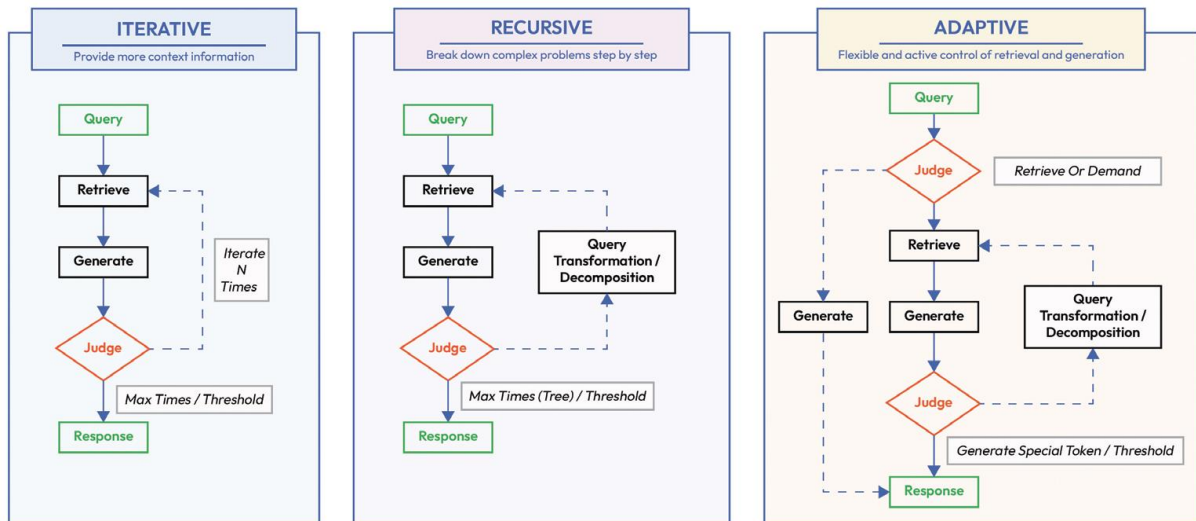 ITERATIVE
Provide more context information
Query
Retrieve
Generate
Iterate
N
Times
Judge
Max Times / Threshold
Response
RECURSIVE
Break down complex problems step by step
Query
Retrieve
Generate
Query
Transformation /
Decomposition
Judge
Max Times (Tree) / Threshold
Response
ADAPTIVE
Flexible and active control of retrieval and generation
Query
Judge
Retrieve Or Demand
Retrieve
Generate
Generate
Query
Transformation /
Decomposition
Judge
Generate Special Token / Threshold
Response